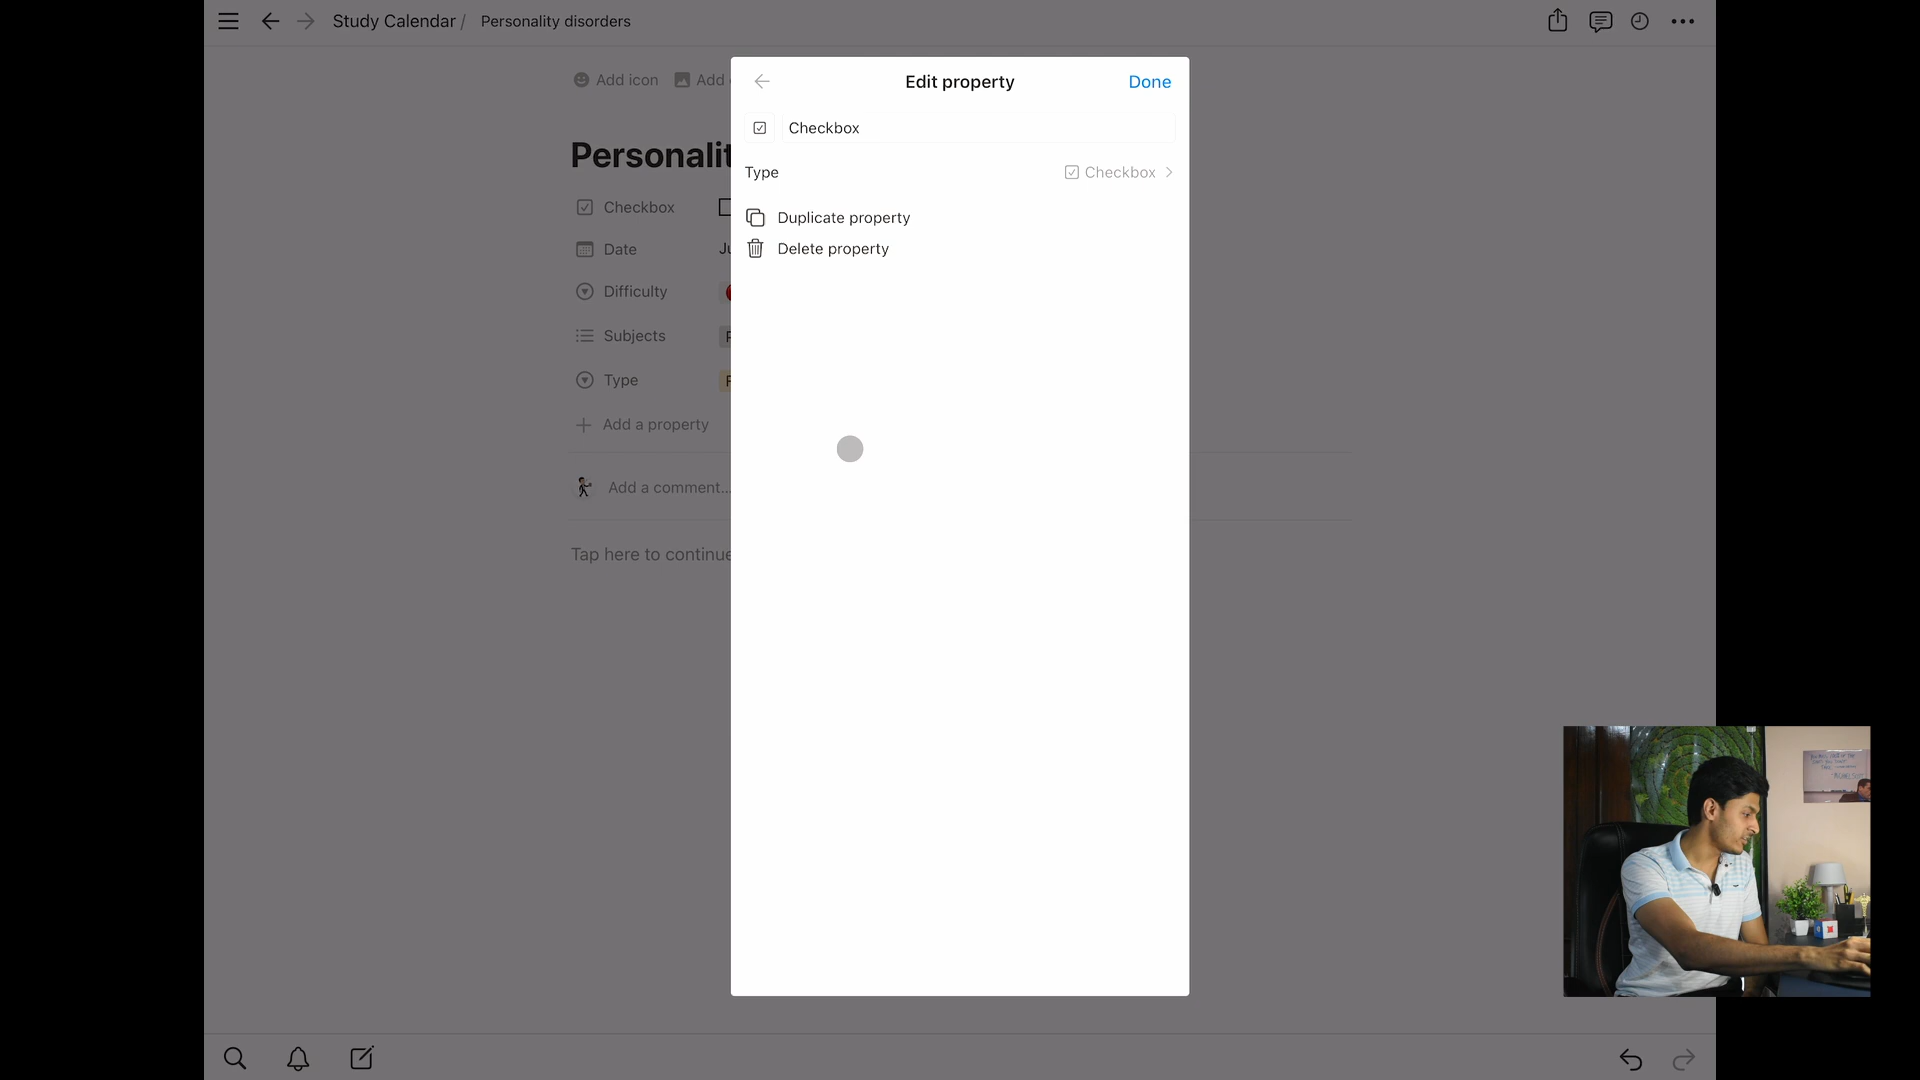 Study Calendar / Personality disorders
Add icon
Add
Edit property
Done
Checkbox
Type
Checkbox
Duplicate property
Delete property
Personalit
Checkbox
Date
Ju
Difficulty
Subjects
Type
Add a property
Add a comment...
Tap here to continue